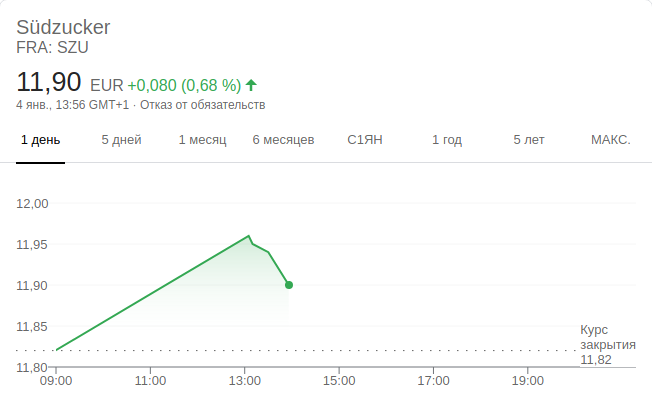 Südzucker
FRA: SZU
11,90 EUR +0,080 (0,68 %)
4 янв., 13:56 GMT+1 · Отказ от обязательств
1 день 5 дней 1 месяц 6 месяцев С1ЯН 1 год 5 лет МАКС.
12,00
11,95
11,90
11,85
Курс
закрытия
11,82
11,80
09:00 11:00 13:00 15:00 17:00 19:00